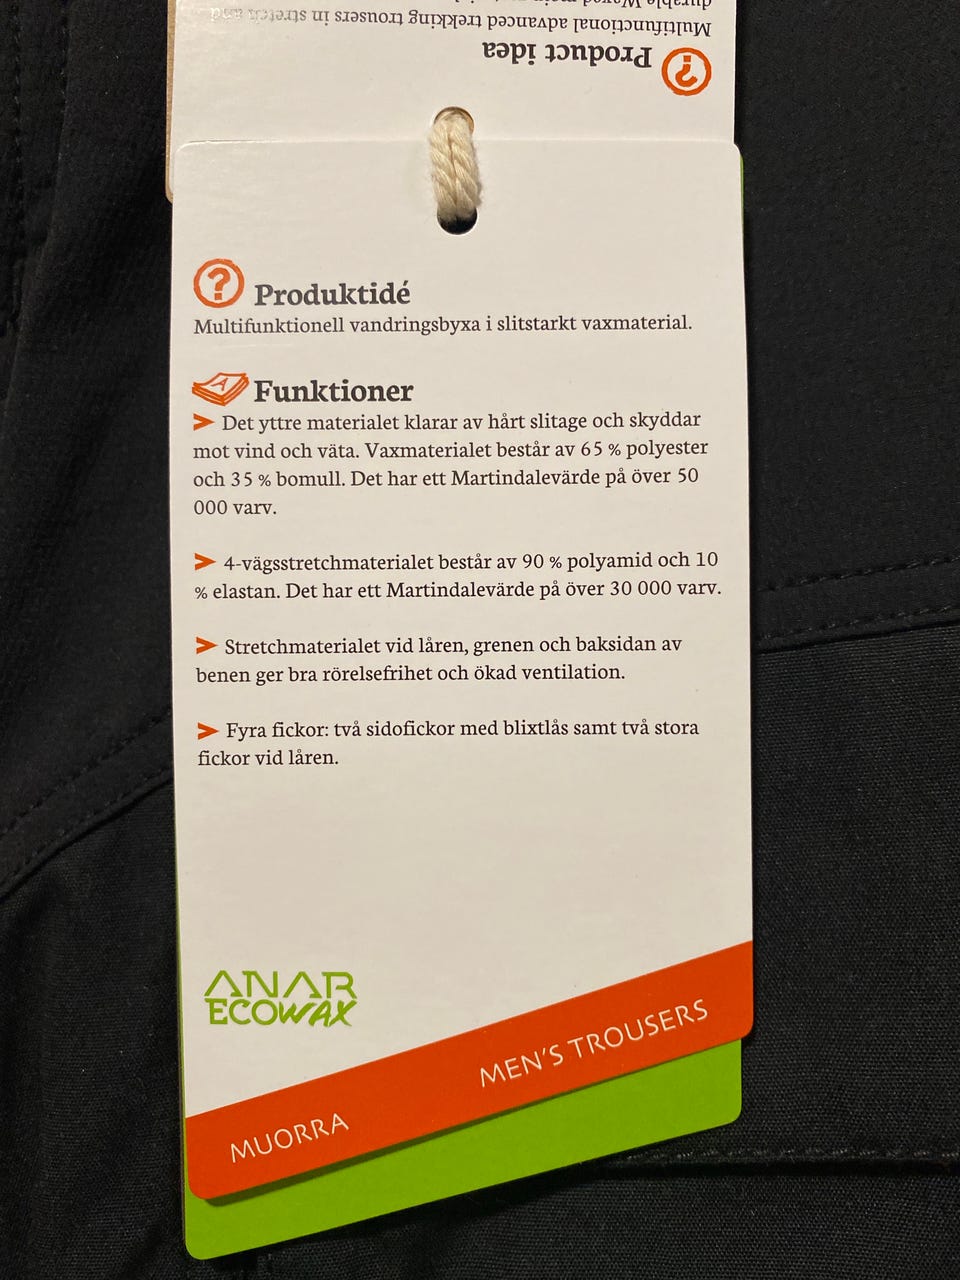 durable Waxed
Multifunctional advanced trekking trousers in stretch and
Product idea
Produktidé
Multifunktionell vandringsbyxa i slitstarkt vaxmaterial.
Funktioner
➤ Det yttre materialet klarar av hårt slitage och skyddar
mot vind och väta. Vaxmaterialet består av 65 % polyester
och 35 % bomull. Det har ett Martindalevärde på över 50
000 varv.
➤ 4-vägsstretchmaterialet består av 90 % polyamid och 10
% elastan. Det har ett Martindalevärde på över 30 000 varv.
➤ Stretchmaterialet vid låren, grenen och baksidan av
benen ger bra rörelsefrihet och ökad ventilation.
➤ Fyra fickor: två sidofickor med blixtlås samt två stora
fickor vid låren.
ANAR
ECOWAX
MEN'S TROUSERS
MUORRA